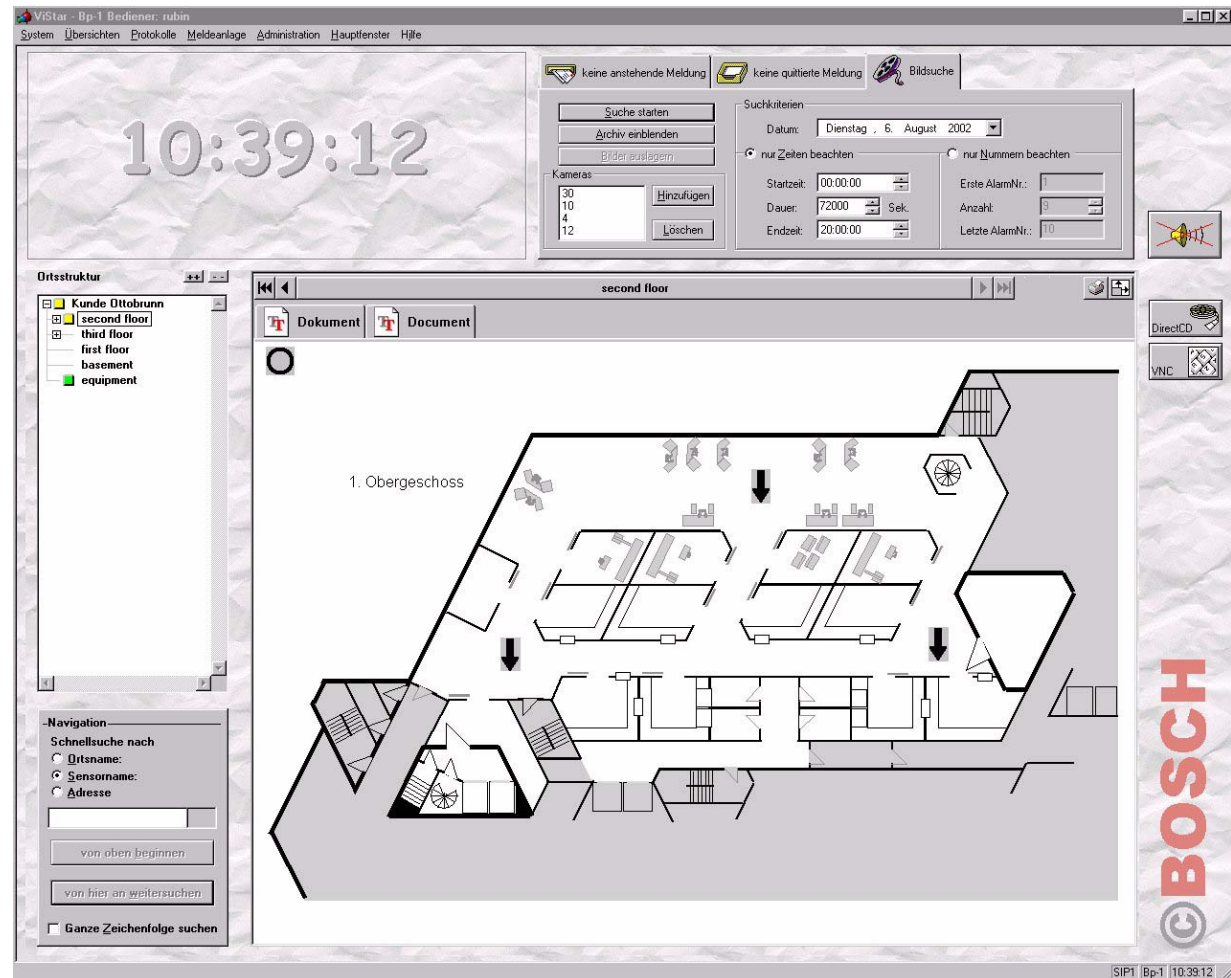 ViStar - Bp-1 Bediener: rubin
System Übersichten Protokolle Meldeanlage Administration Hauptfenster Hilfe
10:39:12
keine anstehende Meldung
keine quittierte Meldung
Bildsuche
Suche starten
Archiv einblenden
Bilder auslagern
Kameras
30
10
4
12
Hinzufügen
Löschen
Suchkriterien
Datum: Dienstag , 6. August 2002
nur Zeiten beachten
Startzeit: 00:00:00
Dauer: 72000 Sek.
Endzeit: 20:00:00
nur Nummern beachten
Erste AlarmNr.: 1
Anzahl: 9
Letzte AlarmNr.: 10
Ortsstruktur
++ --
Kunde Ottobrunn
second floor
third floor
first floor
basement
equipment
second floor
Dokument
Document
1. Obergeschoss
DirectCD
VNC
Navigation
Schnellsuche nach
Ortsname:
Sensorname:
Adresse
von oben beginnen
von hier an weitersuchen
Ganze Zeichenfolge suchen
©BOSCH
SIP1 Bp-1 10:39:12